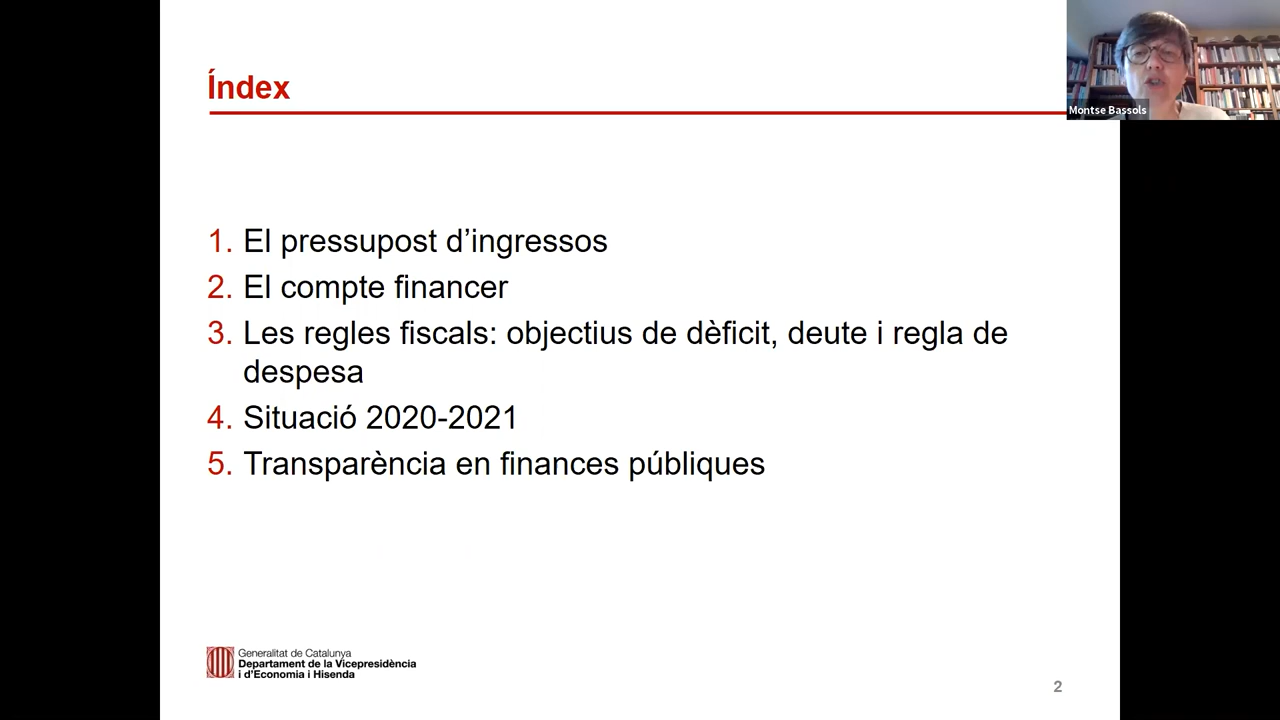 Índex
Montse Bassols
1. El pressupost d’ingressos
2. El compte financer
3. Les regles fiscals: objectius de dèficit, deute i regla de
despesa
4. Situació 2020-2021
5. Transparència en finances públiques
Generalitat de Catalunya
Departament de la Vicepresidència
i d'Economia i Hisenda
2